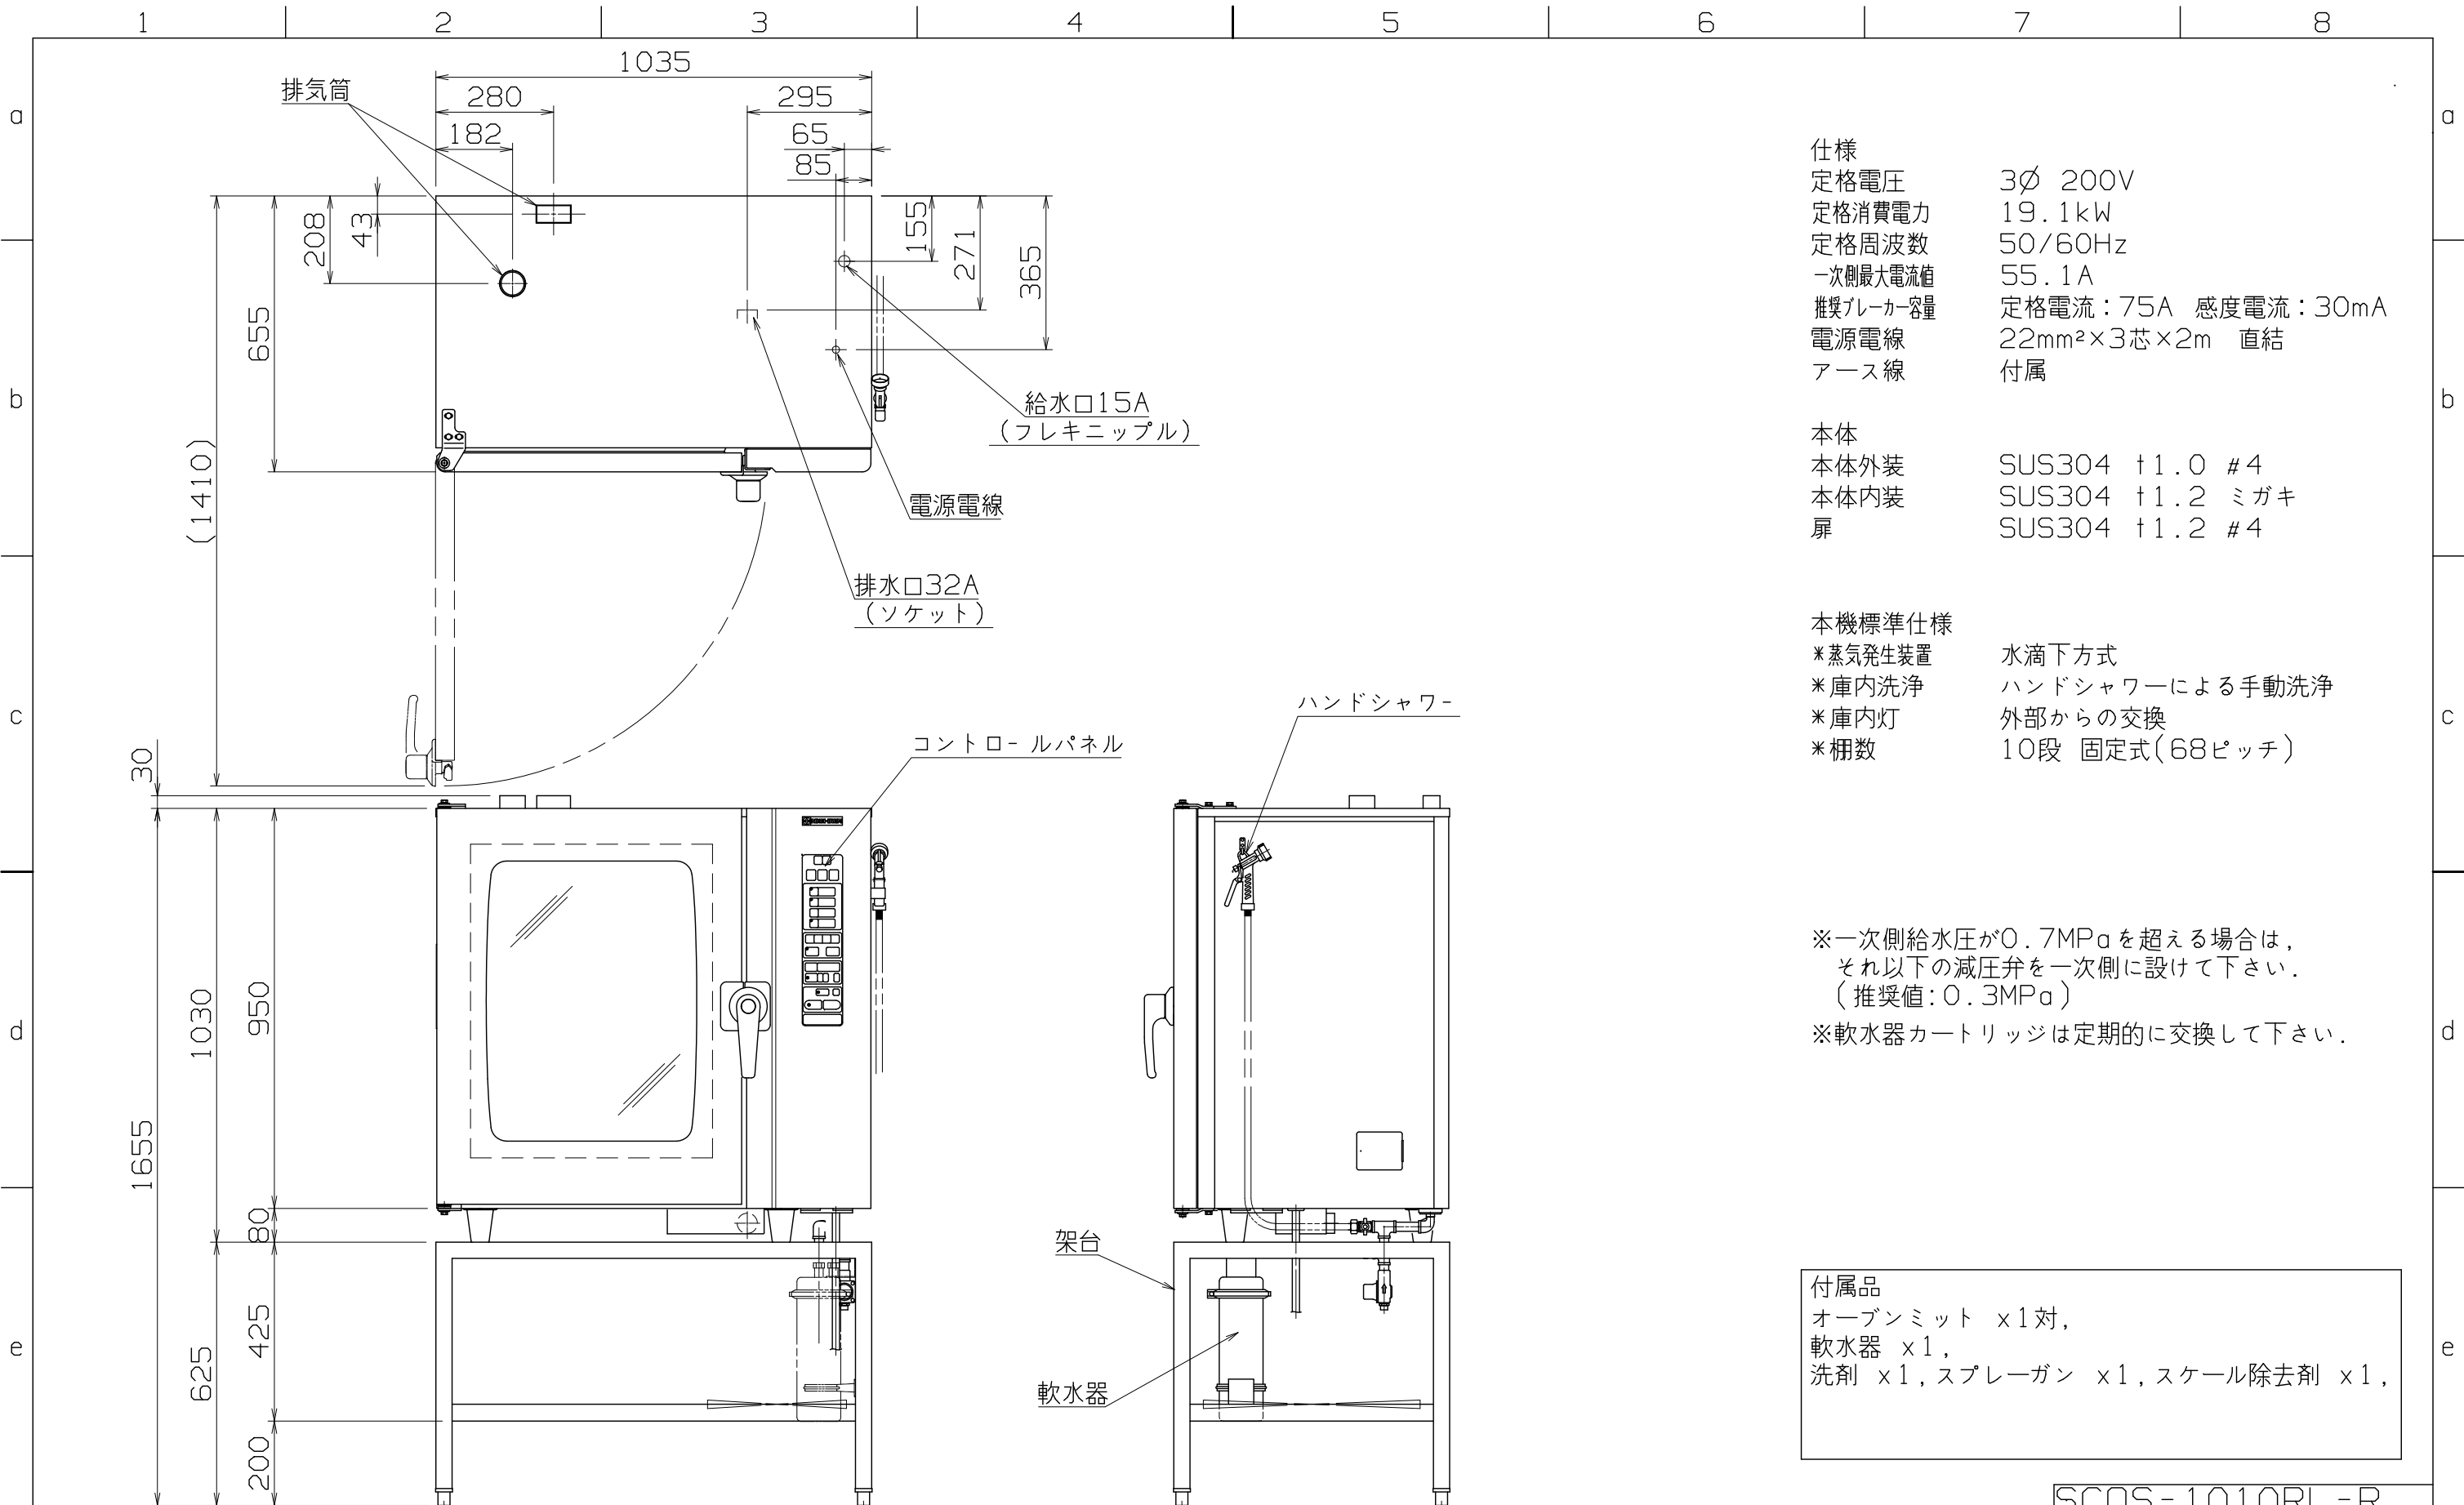 1 2 3 4 5 6 7 8
a a
b b
c c
d d
e e
1035
排気筒
280 295
182 65
85
208 43
155
271
365
655
(1410)
給水口15A
(フレキニップル)
電源電線
排水口32A
(ソケット)
ハンドシャワー
コントロールパネル
30
1030
950
1655
80
架台
425
625
軟水器
200
仕様
定格電圧 3∅ 200V
定格消費電力 19.1kW
定格周波数 50/60Hz
一次側最大電流値 55.1A
推奨ブレーカー容量 定格電流:75A 感度電流:30mA
電源電線 22mm²×3芯×2m 直結
アース線 付属
本体
本体外装 SUS304 t1.0 #4
本体内装 SUS304 t1.2 ミガキ
扉 SUS304 t1.2 #4
本機標準仕様
*蒸気発生装置 水滴下方式
*庫内洗浄 ハンドシャワーによる手動洗浄
*庫内灯 外部からの交換
*棚数 10段 固定式(68ピッチ)
※一次側給水圧が0.7MPaを超える場合は,
それ以下の減圧弁を一次側に設けて下さい.
(推奨値:0.3MPa)
※軟水器カートリッジは定期的に交換して下さい.
付属品
オーブンミット x1対,
軟水器 x1,
洗剤 x1,スプレーガン x1,スケール除去剤 x1,
SCOS-1010RL-R